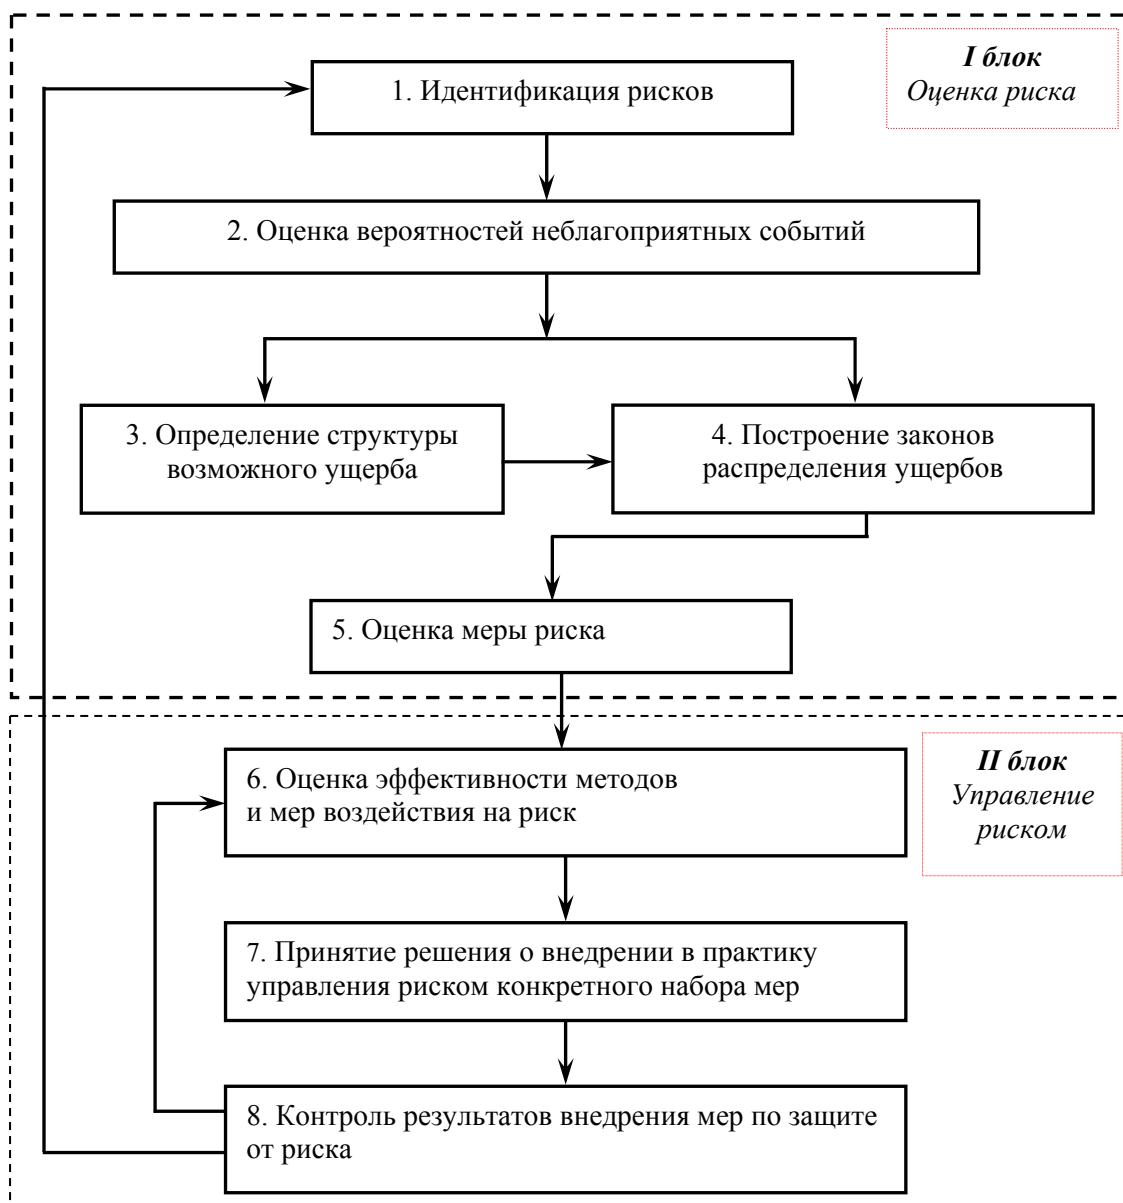 I блок
Оценка риска
1. Идентификация рисков
2. Оценка вероятностей неблагоприятных событий
3. Определение структуры
возможного ущерба
4. Построение законов
распределения ущербов
5. Оценка меры риска
II блок
Управление
риском
6. Оценка эффективности методов
и мер воздействия на риск
7. Принятие решения о внедрении в практику
управления риском конкретного набора мер
8. Контроль результатов внедрения мер по защите
от риска